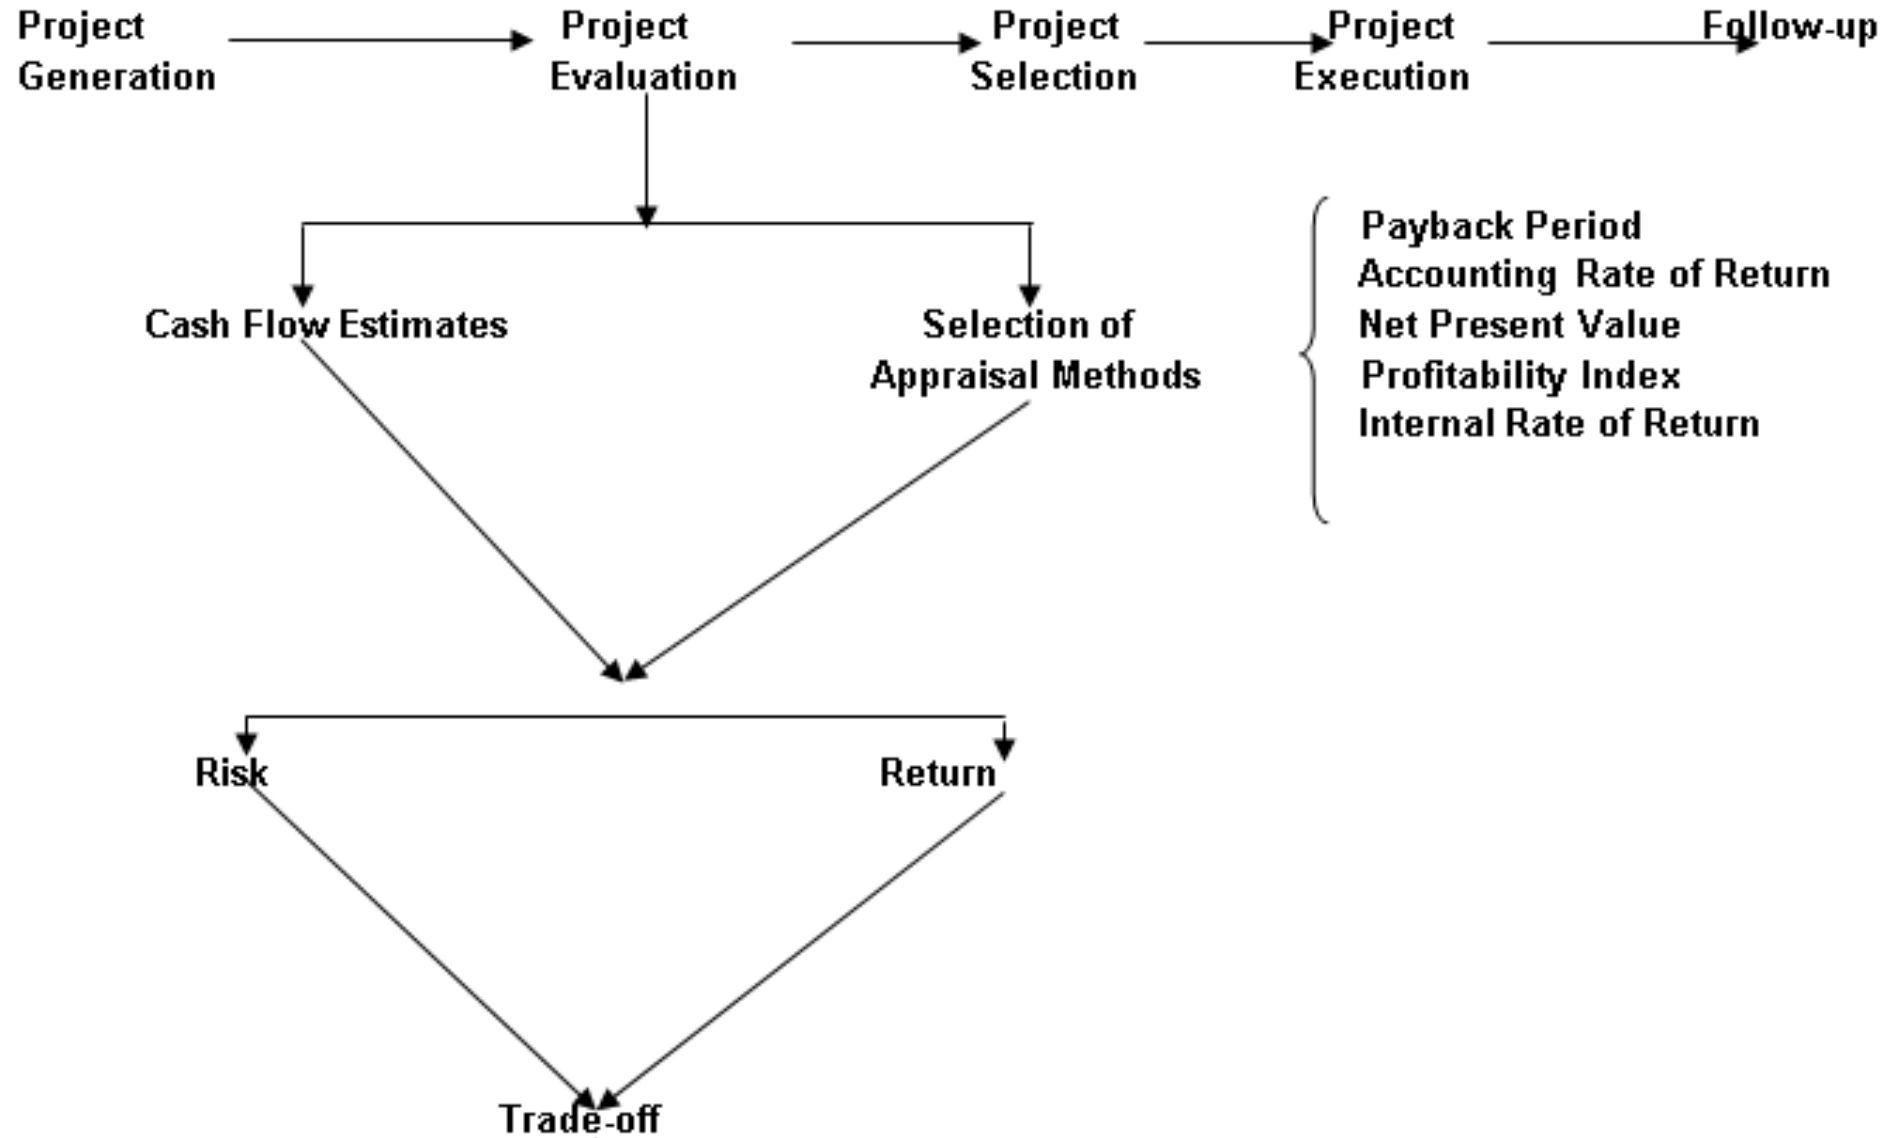 Project Generation
Project Evaluation
Project Selection
Project Execution
Follow-up
Cash Flow Estimates
Selection of
Appraisal Methods
Payback Period
Accounting Rate of Return
Net Present Value
Profitability Index
Internal Rate of Return
Risk
Return
Trade-off